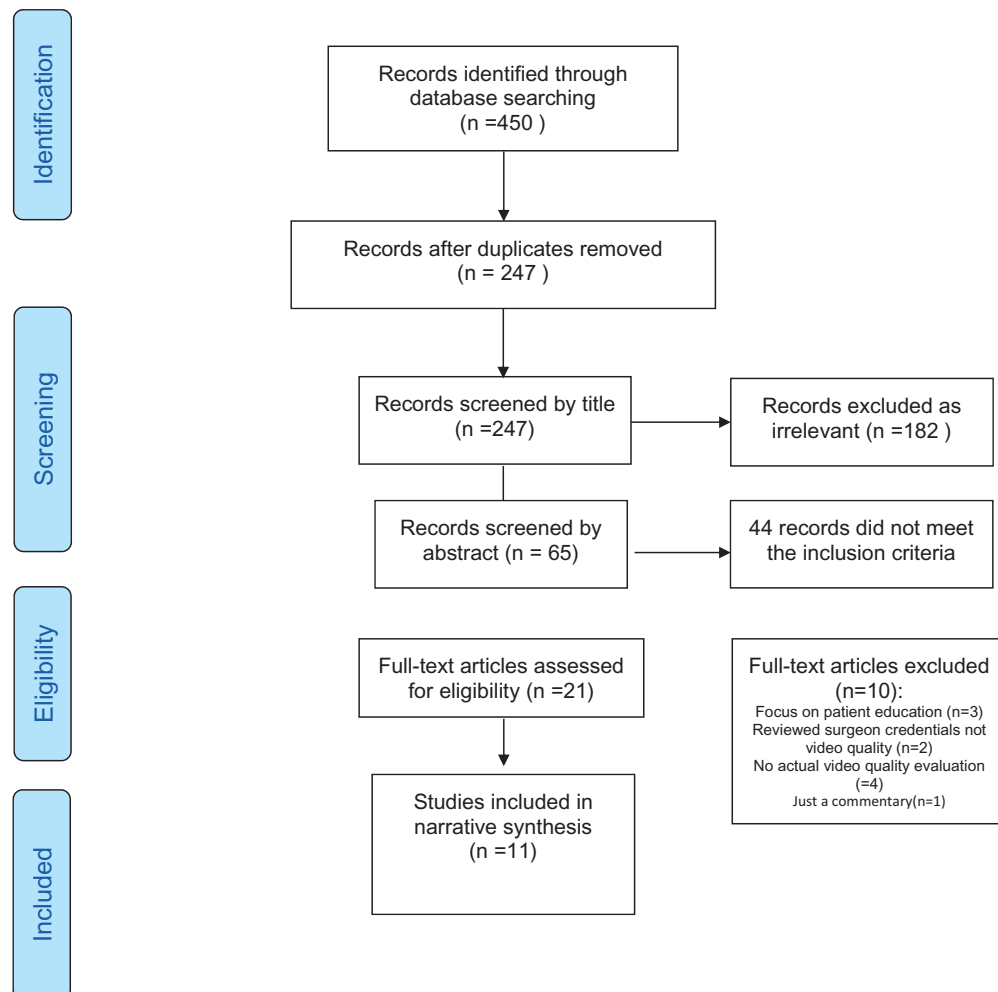 Identification
Records identified through
database searching
(n =450 )
Records after duplicates removed
(n = 247 )
Screening
Records screened by title
(n =247)
Records excluded as
irrelevant (n =182 )
Records screened by
abstract (n = 65)
44 records did not meet
the inclusion criteria
Eligibility
Full-text articles assessed
for eligibility (n =21)
Full-text articles excluded
(n=10):
Focus on patient education (n=3)
Reviewed surgeon credentials not
video quality (n=2)
No actual video quality evaluation
(=4)
Just a commentary(n=1)
Included
Studies included in
narrative synthesis
(n =11)